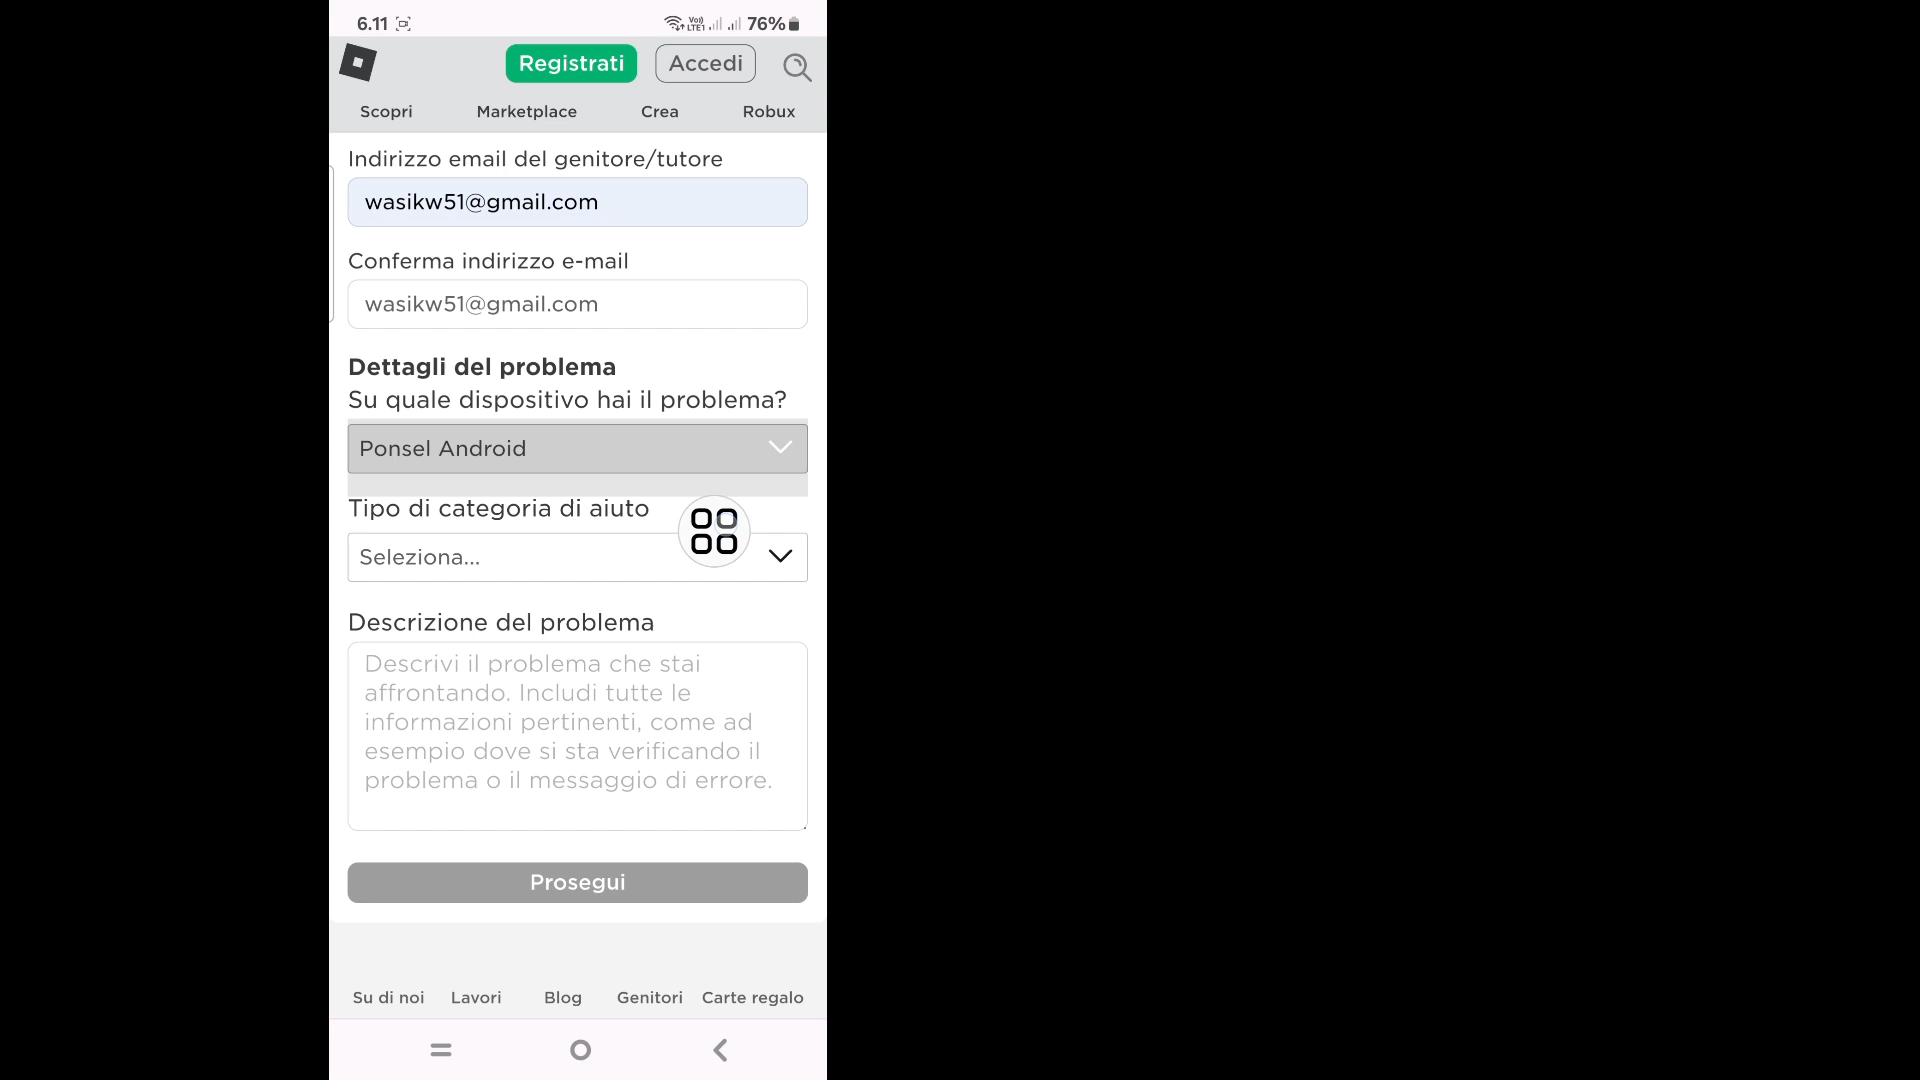 6.11
Vo)) LTE1 76%
Registrati Accedi
Scopri Marketplace Crea Robux
Indirizzo email del genitore/tutore
wasikw51@gmail.com
Conferma indirizzo e-mail
wasikw51@gmail.com
Dettagli del problema
Su quale dispositivo hai il problema?
Ponsel Android
Tipo di categoria di aiuto
Seleziona...
Descrizione del problema
Descrivi il problema che stai
affrontando. Includi tutte le
informazioni pertinenti, come ad
esempio dove si sta verificando il
problema o il messaggio di errore.
Prosegui
Su di noi Lavori Blog Genitori Carte regalo